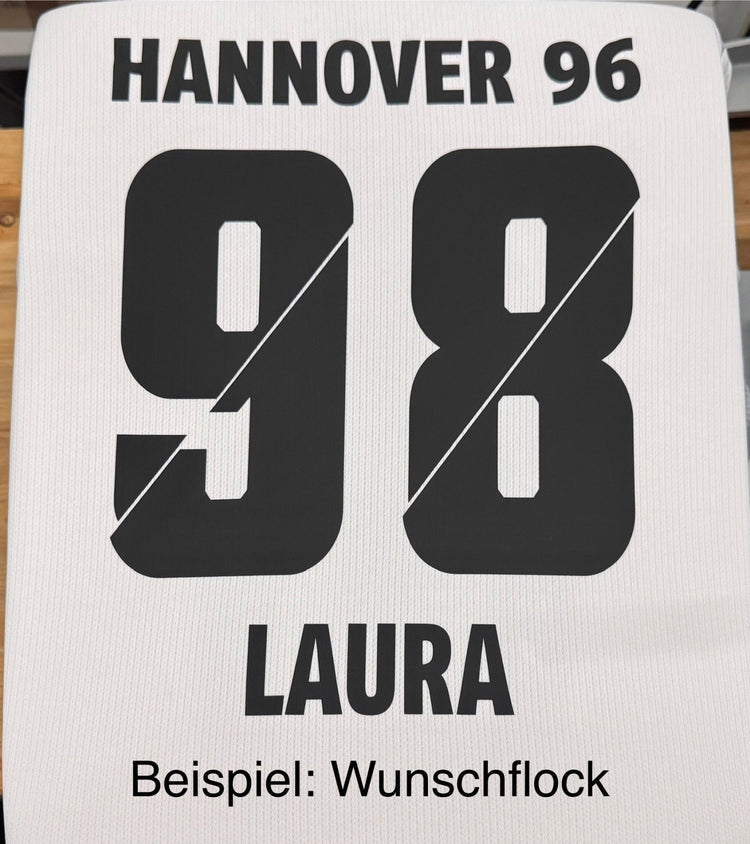 HANNOVER 96
98
LAURA
Beispiel: Wunschflock